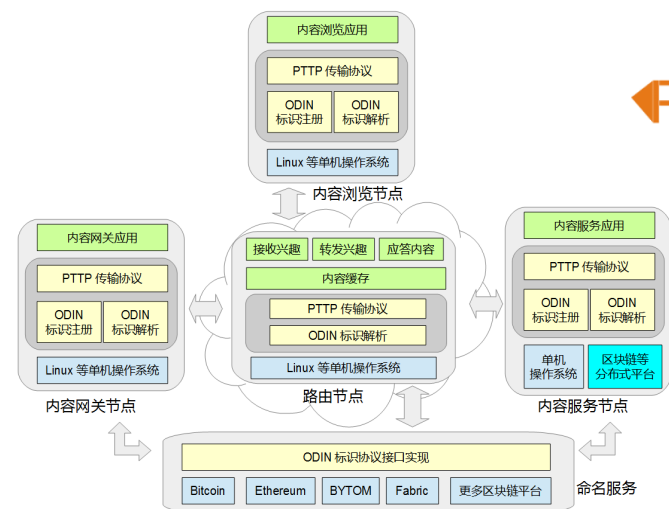 内容浏览应用
PTTP 传输协议
ODIN
标识注册
ODIN
标识解析
Linux 等单机操作系统
内容浏览节点
内容网关应用
PTTP 传输协议
ODIN
标识注册
ODIN
标识解析
Linux 等单机操作系统
内容网关节点
接收兴趣
转发兴趣
应答内容
内容缓存
PTTP 传输协议
ODIN 标识解析
Linux 等单机操作系统
路由节点
内容服务应用
PTTP 传输协议
ODIN
标识注册
ODIN
标识解析
单机
操作系统
区块链等
分布式平台
内容服务节点
ODIN 标识协议接口实现
Bitcoin
Ethereum
BYTOM
Fabric
更多区块链平台
命名服务